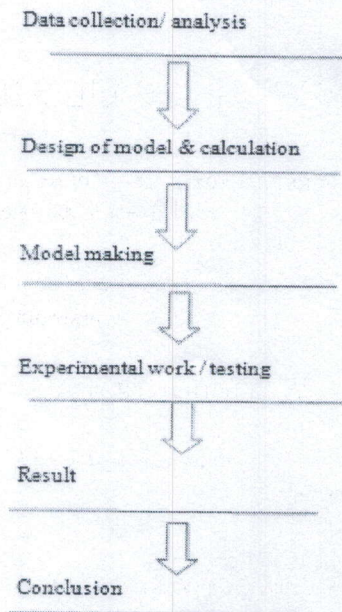 Data collection/ analysis
Design of model & calculation
Model making
Experimental work / testing
Result
Conclusion